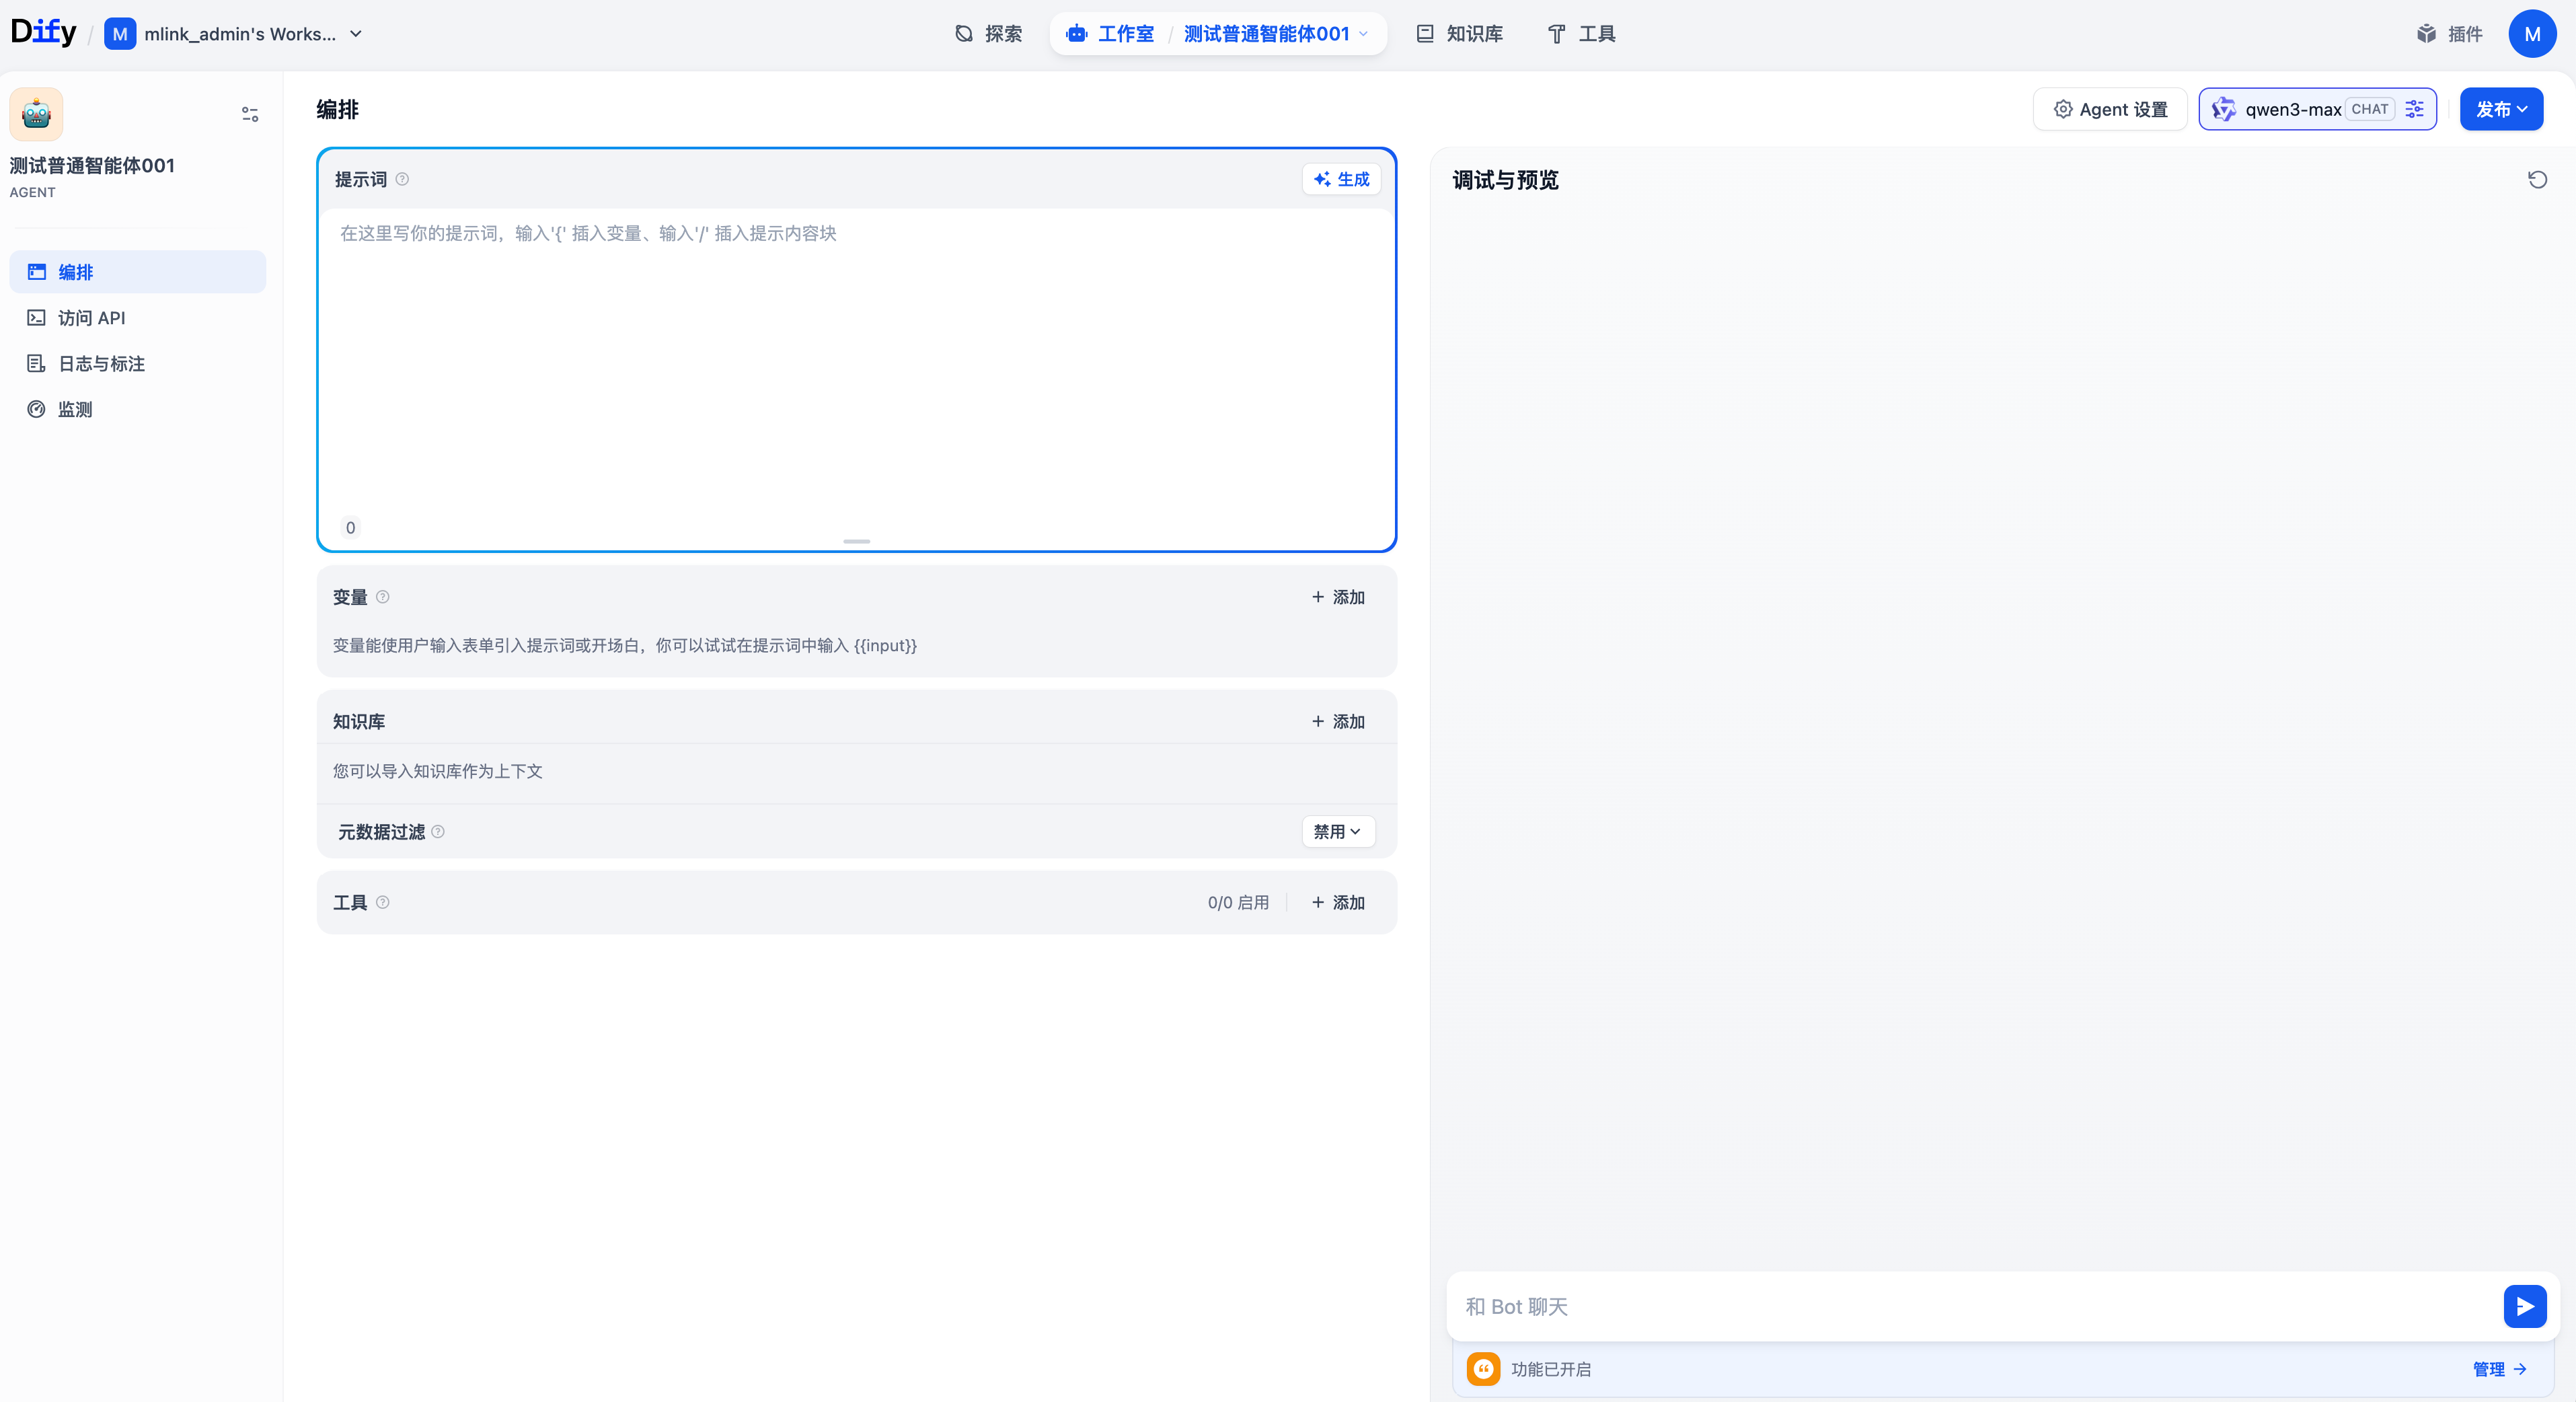 Dify / M mlink_admin's Works...
探索
工作室 / 测试普通智能体001
知识库
工具
插件
M
测试普通智能体001
AGENT
编排
访问 API
日志与标注
监测
编排
Agent 设置
qwen3-max CHAT
发布
提示词
生成
在这里写你的提示词，输入'{' 插入变量、输入'/' 插入提示内容块
0
变量
+ 添加
变量能使用户输入表单引入提示词或开场白，你可以试试在提示词中输入 {{input}}
知识库
+ 添加
您可以导入知识库作为上下文
元数据过滤
禁用
工具
0/0 启用
+ 添加
调试与预览
和 Bot 聊天
功能已开启
管理 →